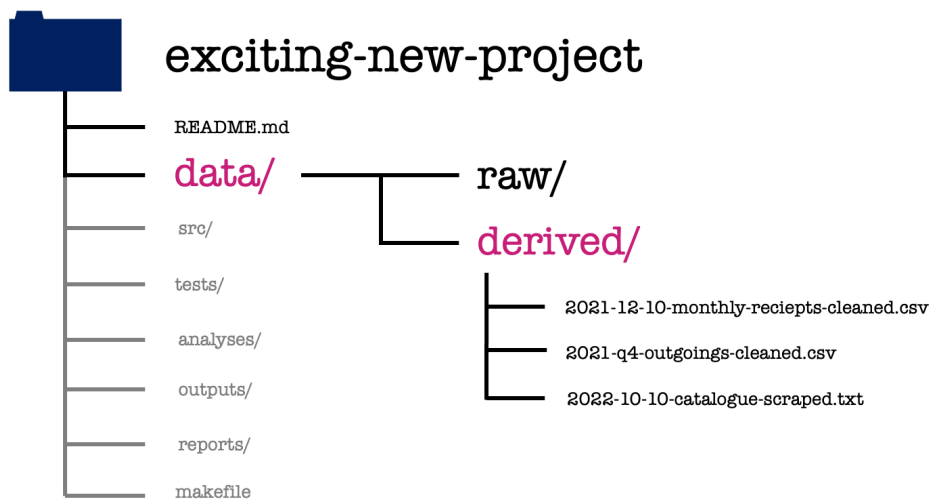 exciting-new-project
README.md
data/
raw/
src/
derived/
tests/
2021-12-10-monthly-reciepts-cleaned.csv
analyses/
2021-q4-outgoings-cleaned.csv
outputs/
2022-10-10-catalogue-scraped.txt
reports/
makefile